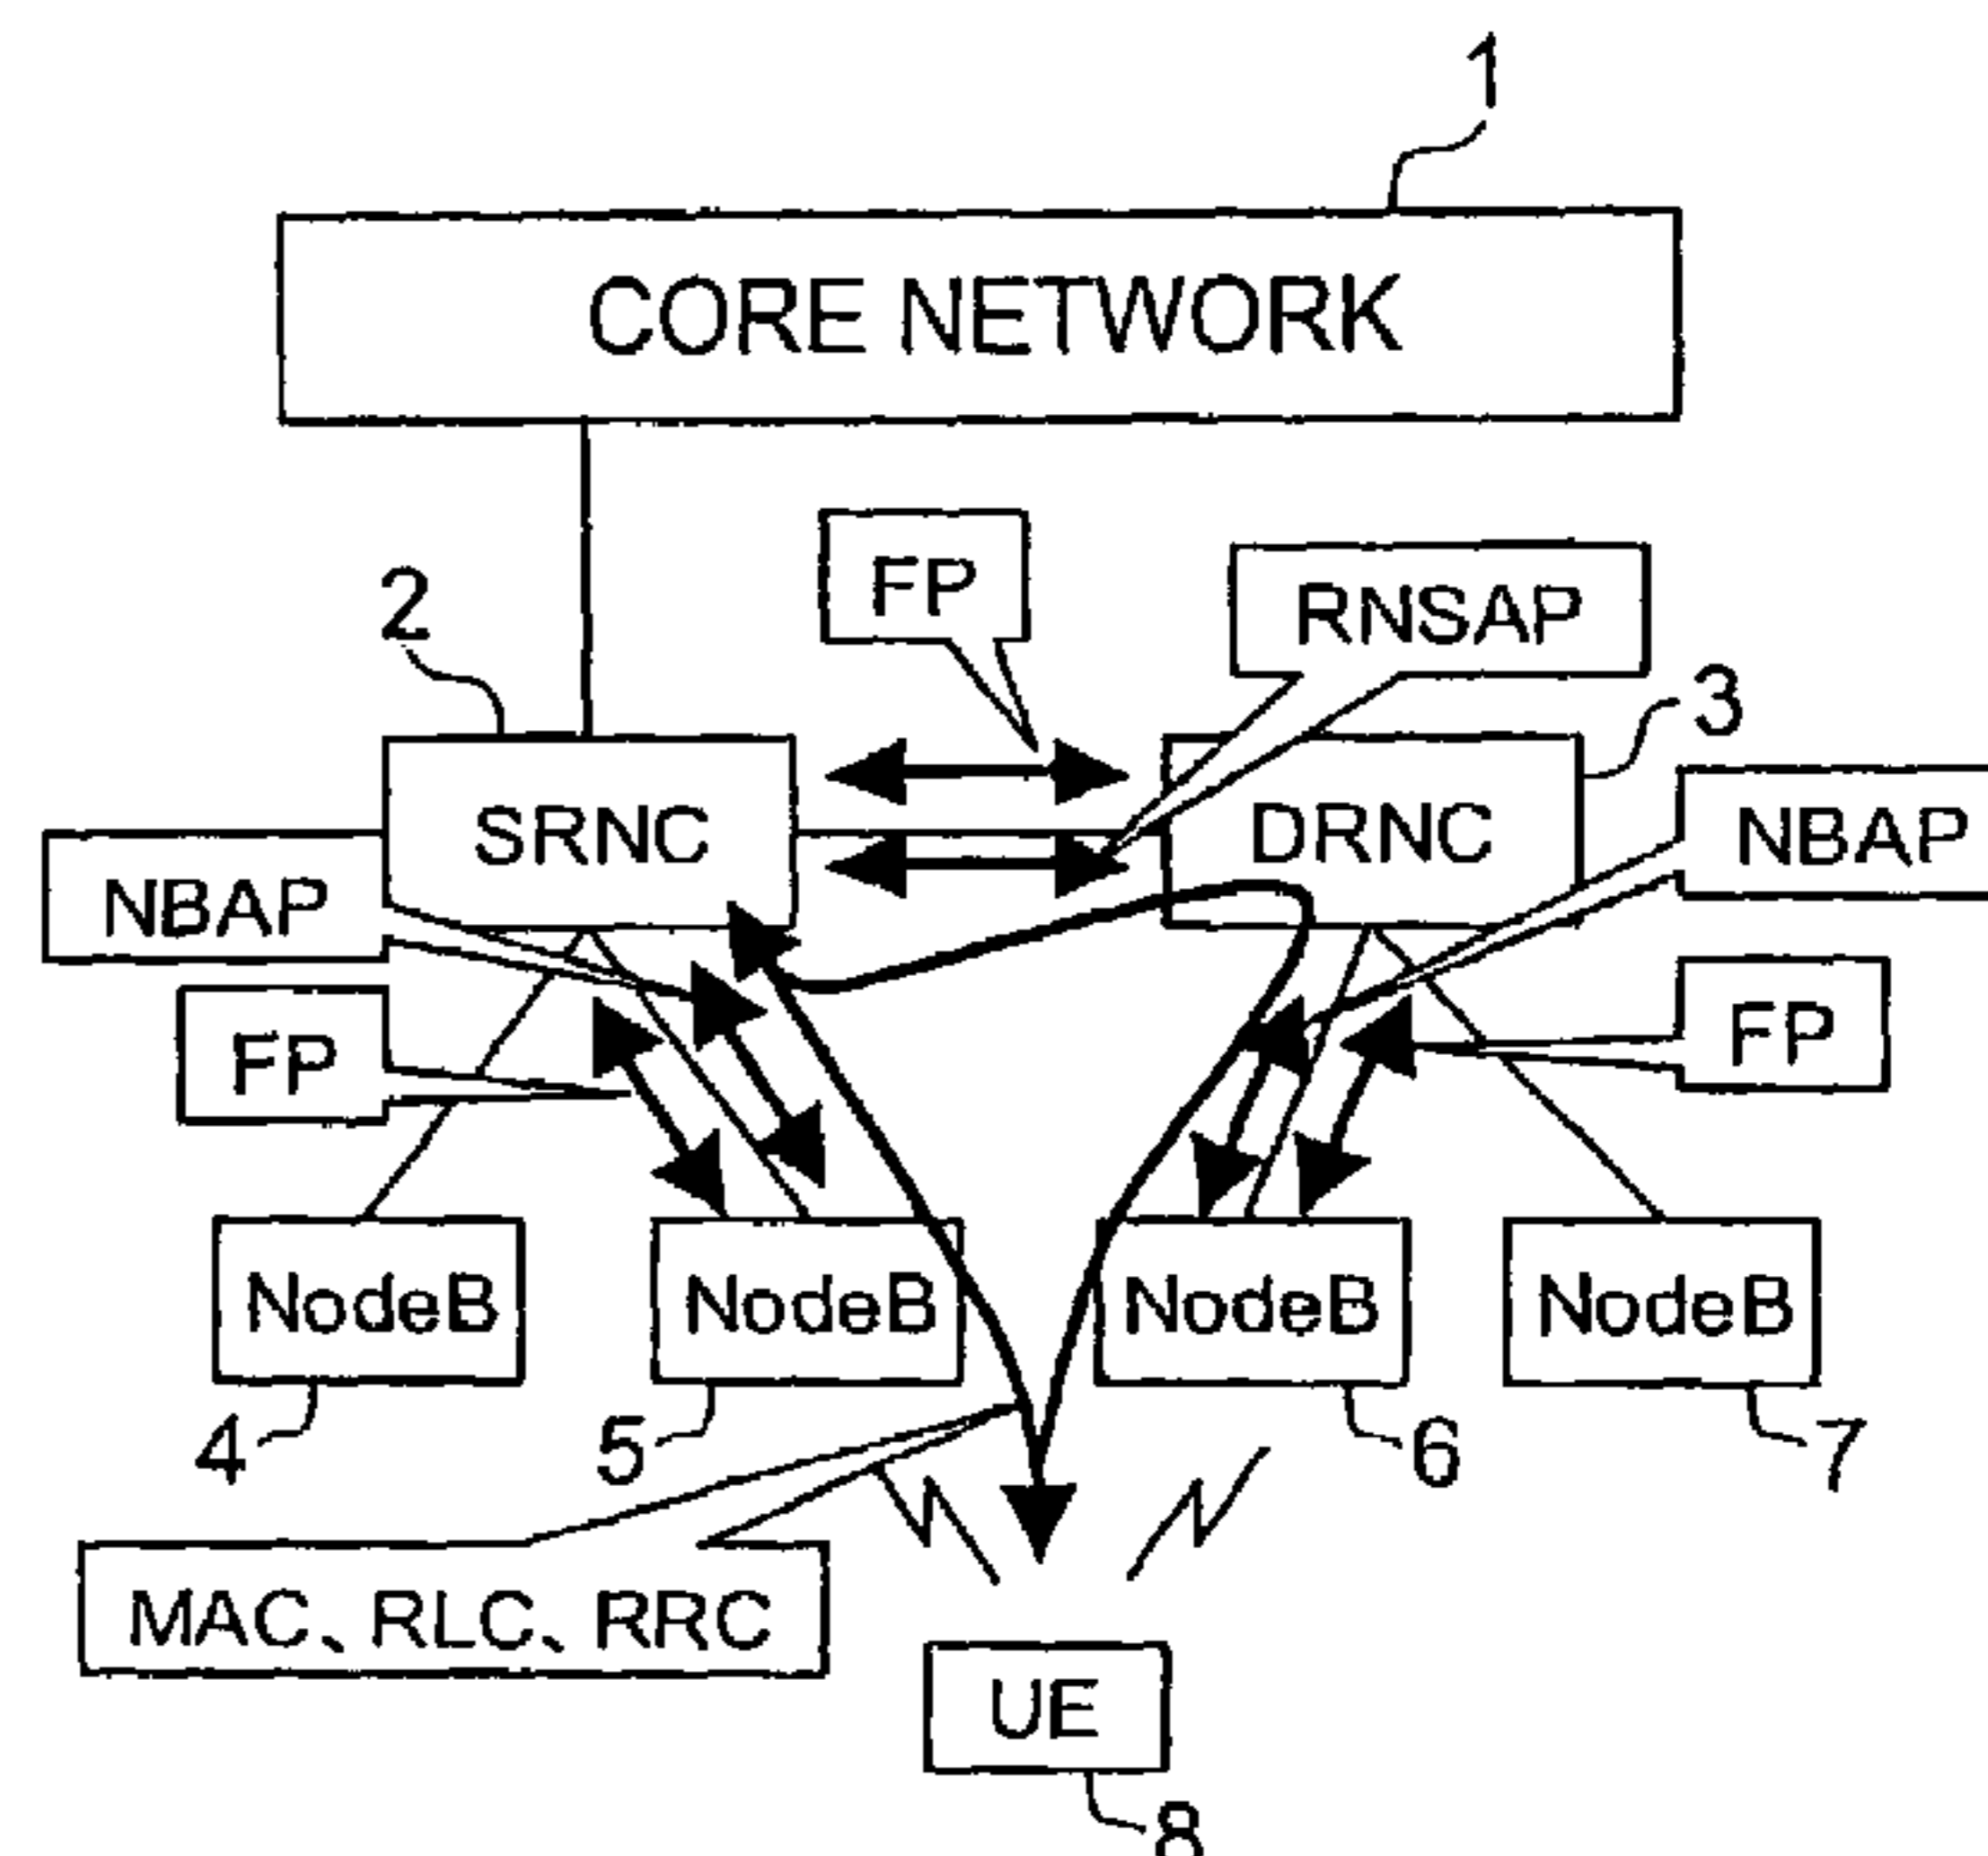 1
CORE NETWORK
FP
RNSAP
2
3
SRNC
DRNC
NBAP
NBAP
FP
FP
NodeB
NodeB
NodeB
NodeB
4
5
6
7
MAC、RLC、RRC
UE
8